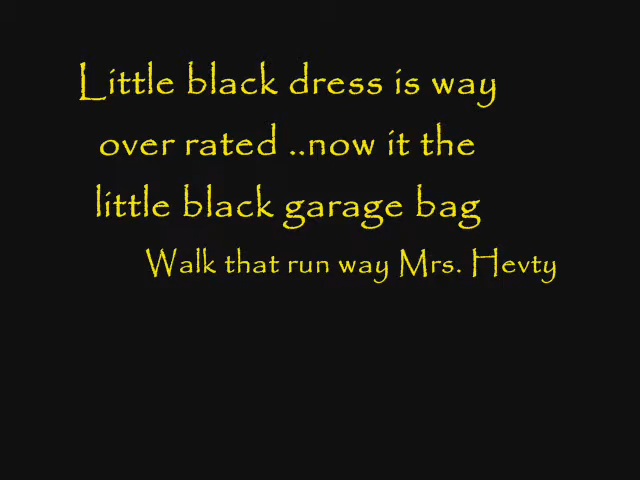 Little black dress is way
over rated ..now it the
little black garage bag
Walk that run way Mrs. Hevty